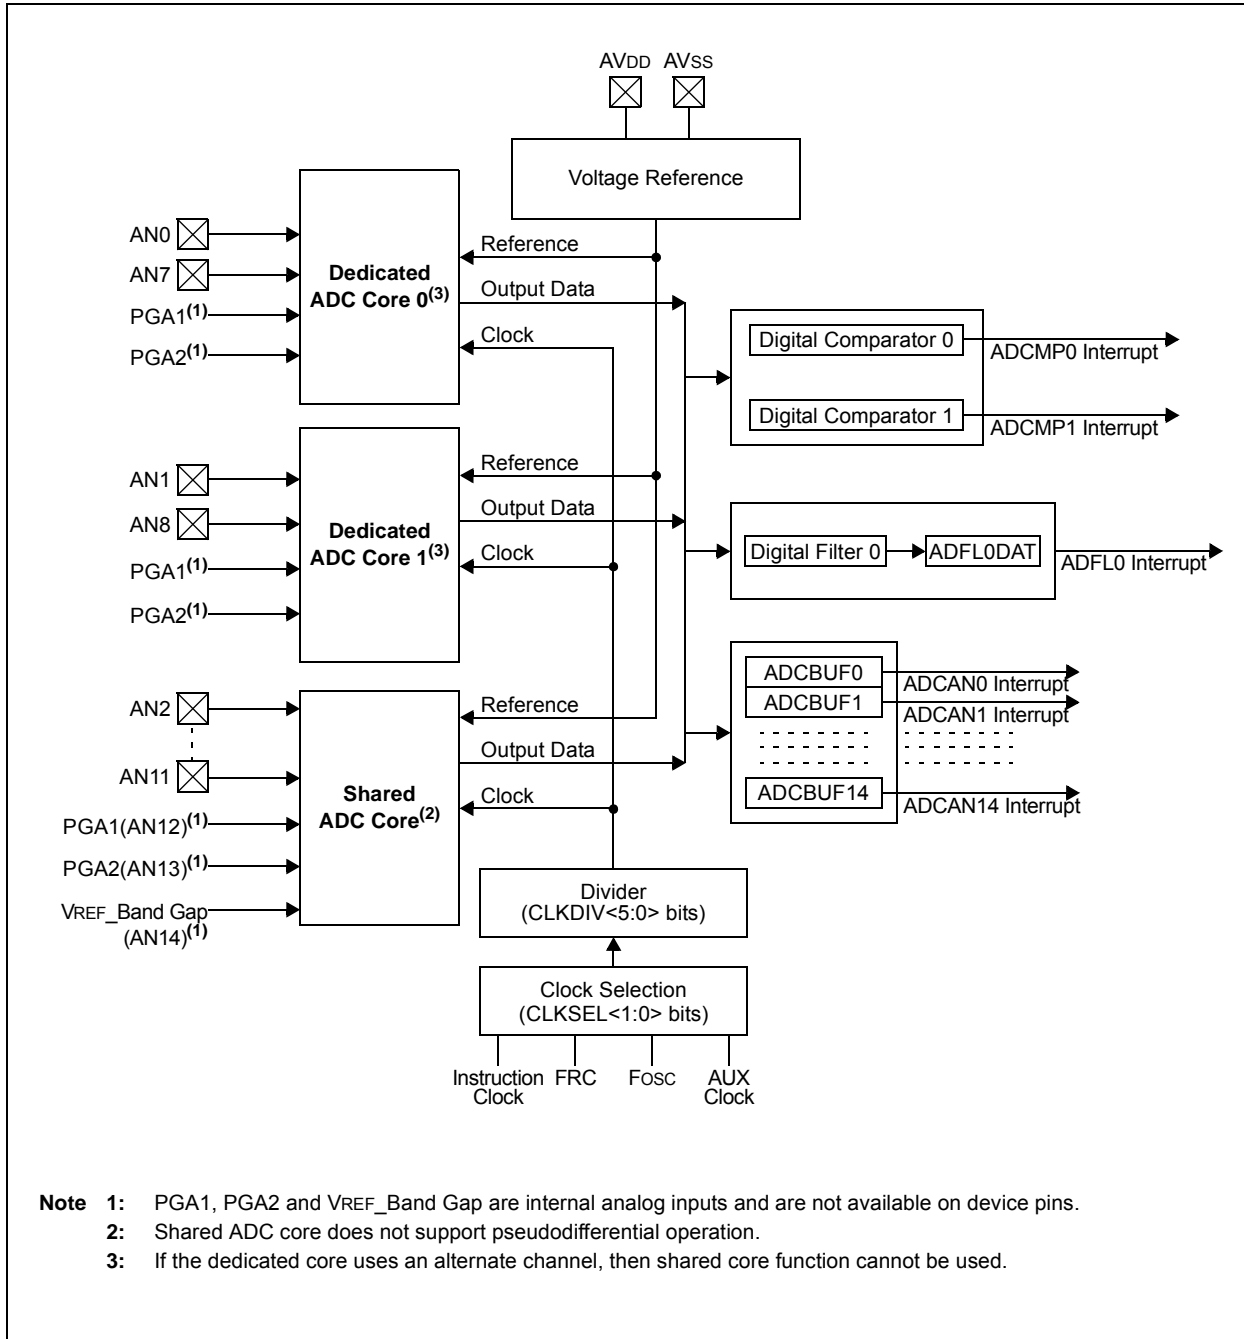 AVDD AVSS
Voltage Reference
AN0
AN7
PGA1(1)
PGA2(1)
Dedicated
ADC Core 0(3)
Reference
Output Data
Clock
Digital Comparator 0
ADCMP0 Interrupt
Digital Comparator 1
ADCMP1 Interrupt
AN1
AN8
PGA1(1)
PGA2(1)
Dedicated
ADC Core 1(3)
Reference
Output Data
Clock
Digital Filter 0
ADFL0DAT
ADFL0 Interrupt
AN2
AN11
PGA1(AN12)(1)
PGA2(AN13)(1)
VREF_Band Gap
(AN14)(1)
Shared
ADC Core(2)
Reference
Output Data
Clock
ADCBUF0
ADCAN0 Interrupt
ADCBUF1
ADCAN1 Interrupt
ADCBUF14
ADCAN14 Interrupt
Divider
(CLKDIV<5:0> bits)
Clock Selection
(CLKSEL<1:0> bits)
Instruction
Clock
FRC
FOSC
AUX
Clock
Note 1: PGA1, PGA2 and VREF_Band Gap are internal analog inputs and are not available on device pins.
2: Shared ADC core does not support pseudodifferential operation.
3: If the dedicated core uses an alternate channel, then shared core function cannot be used.